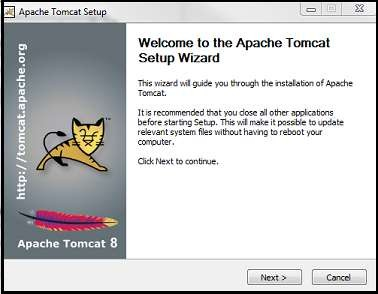 Apache Tomcat Setup
Welcome to the Apache Tomcat
Setup Wizard
This wizard will guide you through the installation of Apache
Tomcat.
It is recommended that you close all other applications
before starting Setup. This will make it possible to update
relevant system files without having to reboot your
computer.
Click Next to continue.
http://tomcat.apache.org
TM
Apache Tomcat 8
Next >
Cancel